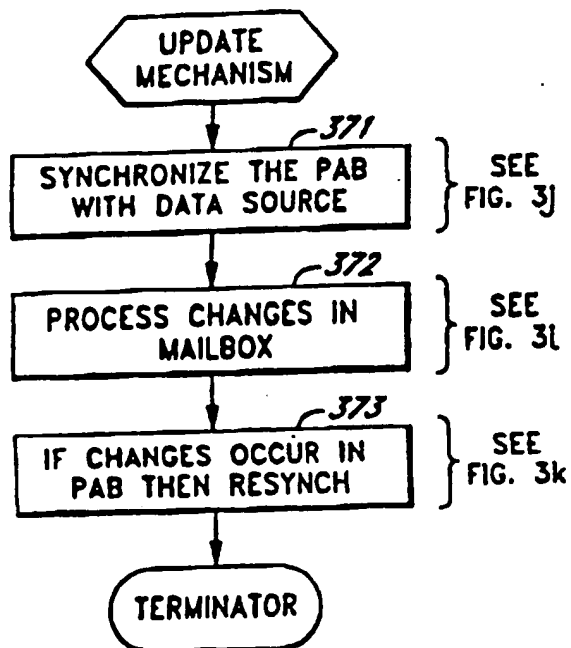 UPDATE
MECHANISM
371
SYNCHRONIZE THE PAB
WITH DATA SOURCE
SEE
FIG. 3j
372
PROCESS CHANGES IN
MAILBOX
SEE
FIG. 3l
373
IF CHANGES OCCUR IN
PAB THEN RESYNCH
SEE
FIG. 3k
TERMINATOR